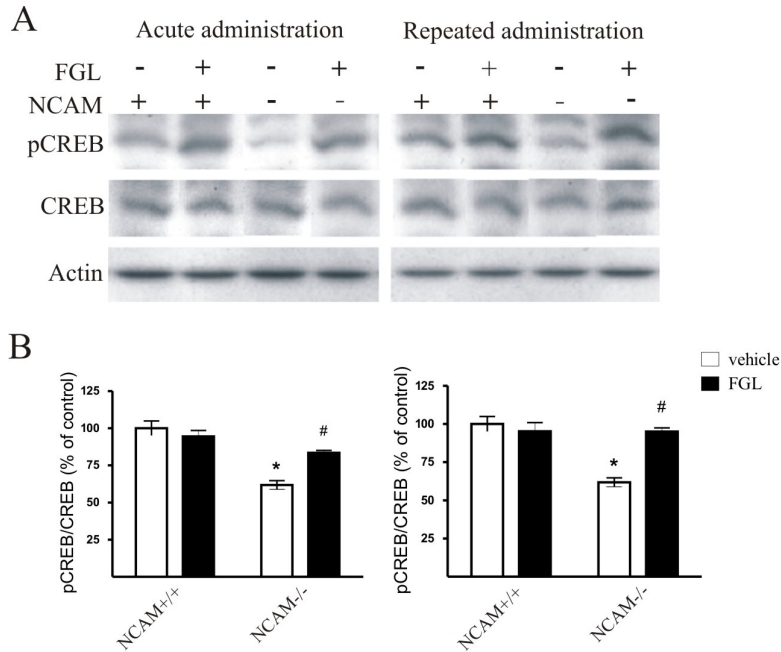 A
Acute administration Repeated administration
FGL - + - + - + - +
NCAM + + - - + + - -
pCREB
CREB
Actin
B
vehicle
FGL
pCREB/CREB (% of control)
125
100
75
50
25
*
#
NCAM+/+
NCAM-/-
pCREB/CREB (% of control)
125
100
75
50
25
*
#
NCAM+/+
NCAM-/-